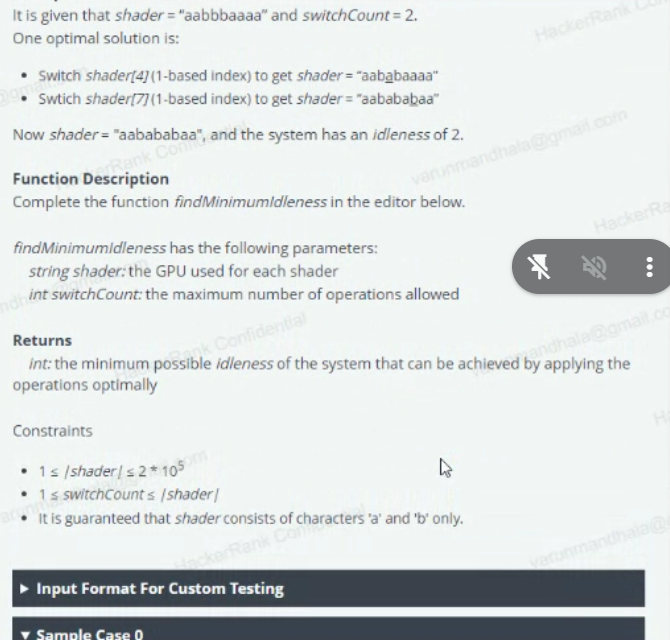 It is given that shader = "aabbbaaaa" and switchCount = 2.
One optimal solution is:
• Switch shader[4] (1-based index) to get shader = "aababaaaa"
• Swtich shader[7] (1-based index) to get shader = "aabababaa"
Now shader = "aabababaa", and the system has an idleness of 2.
Function Description
Complete the function findMinimumIdleness in the editor below.
findMinimumIdleness has the following parameters:
string shader: the GPU used for each shader
int switchCount: the maximum number of operations allowed
Returns
int: the minimum possible idleness of the system that can be achieved by applying the
operations optimally
Constraints
• 1 ≤ |shader| ≤ 2 * 10^5
• 1 ≤ switchCount ≤ |shader|
• It is guaranteed that shader consists of characters 'a' and 'b' only.
▶ Input Format For Custom Testing
▼ Sample Case 0
HackerRank Confidential
varunmandhala@gmail.com